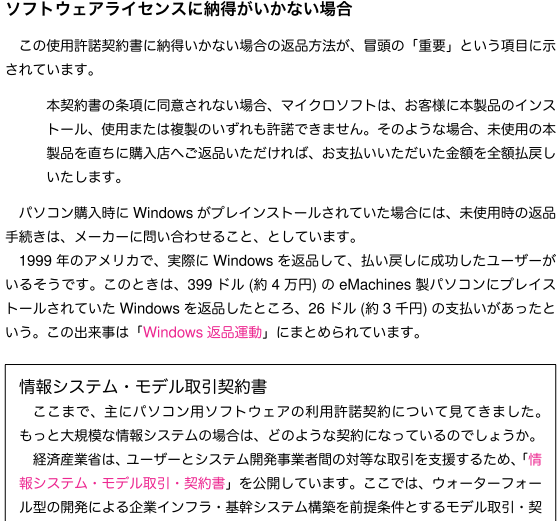 ソフトウェアライセンスに納得がいかない場合
この使用許諾契約書に納得いかない場合の返品方法が、冒頭の「重要」という項目に示
されています。
本契約書の条項に同意されない場合、マイクロソフトは、お客様に本製品のインス
トール、使用または複製のいずれも許諾できません。そのような場合、未使用の本
製品を直ちに購入店へご返品いただければ、お支払いいただいた金額を全額払戻し
いたします。
パソコン購入時に Windows がプレインストールされていた場合には、未使用時の返品
手続きは、メーカーに問い合わせること、としています。
1999 年のアメリカで、実際に Windows を返品して、払い戻しに成功したユーザーが
いるそうです。このときは、399 ドル (約 4 万円) の eMachines 製パソコンにプレインス
トールされていた Windows を返品したところ、26 ドル (約 3 千円) の支払いがあったと
いう。この出来事は「Windows 返品運動」にまとめられています。
情報システム・モデル取引契約書
ここまで、主にパソコン用ソフトウェアの利用許諾契約について見てきました。
もっと大規模な情報システムの場合は、どのような契約になっているのでしょうか。
経済産業省は、ユーザーとシステム開発事業者間の対等な取引を支援するため、「情
報システム・モデル取引・契約書」を公開しています。ここでは、ウォーターフォー
ル型の開発による企業インフラ・基幹システム構築を前提条件とするモデル取引・契